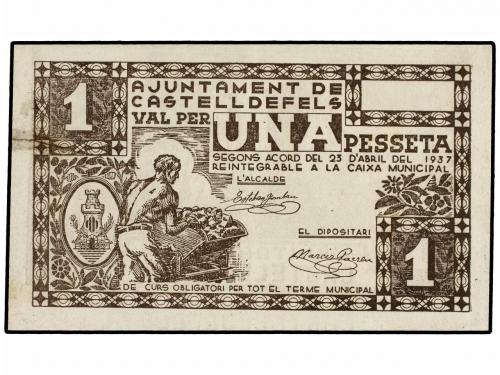 1
AJUNTAMENT DE
CASTELLDEFELS
VAL PER UNA PESSETA
SEGONS ACORD DEL 23 D'ABRIL DEL 1937
REINTEGRABLE A LA CAIXA MUNICIPAL
L'ALCALDE
EL DIPOSITARI
1
DE CURS OBLIGATORI PER TOT EL TERME MUNICIPAL